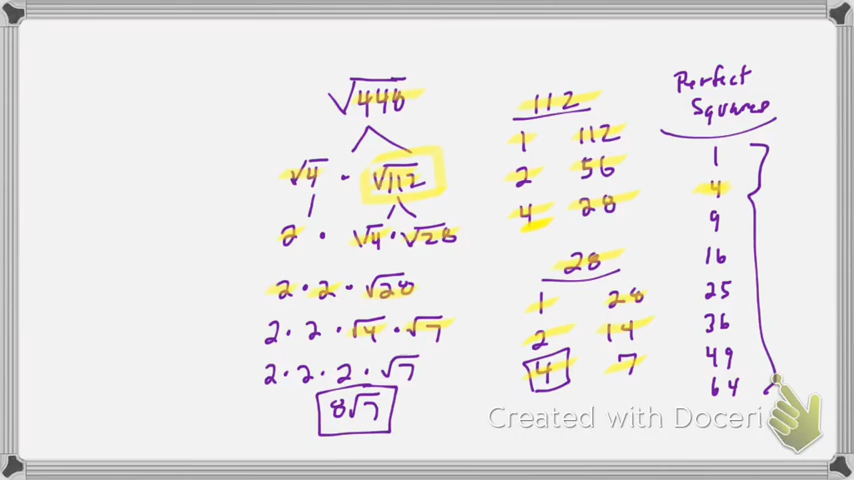 √448
√4 · √112
2 · √4 · √28
2 · 2 · √28
2 · 2 · √4 · √7
2 · 2 · 2 · √7
8√7
112
1 112
2 56
4 28
28
1 28
2 14
4 7
Perfect
Squares
1
4
9
16
25
36
49
64
Created with Doceri